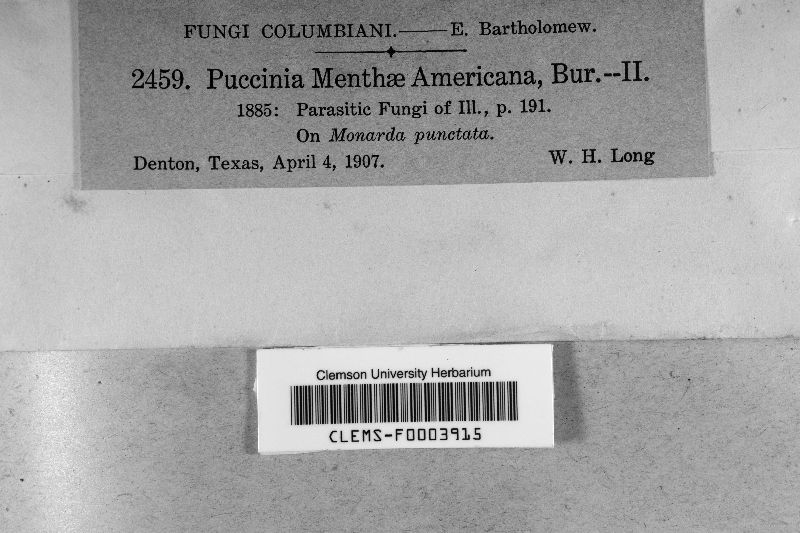 FUNGI COLUMBIANI.——E. Bartholomew.
2459. Puccinia Menthæ Americana, Bur.--II.
1885: Parasitic Fungi of Ill., p. 191.
On Monarda punctata.
Denton, Texas, April 4, 1907. W. H. Long
Clemson University Herbarium
CLEMS-F0003915